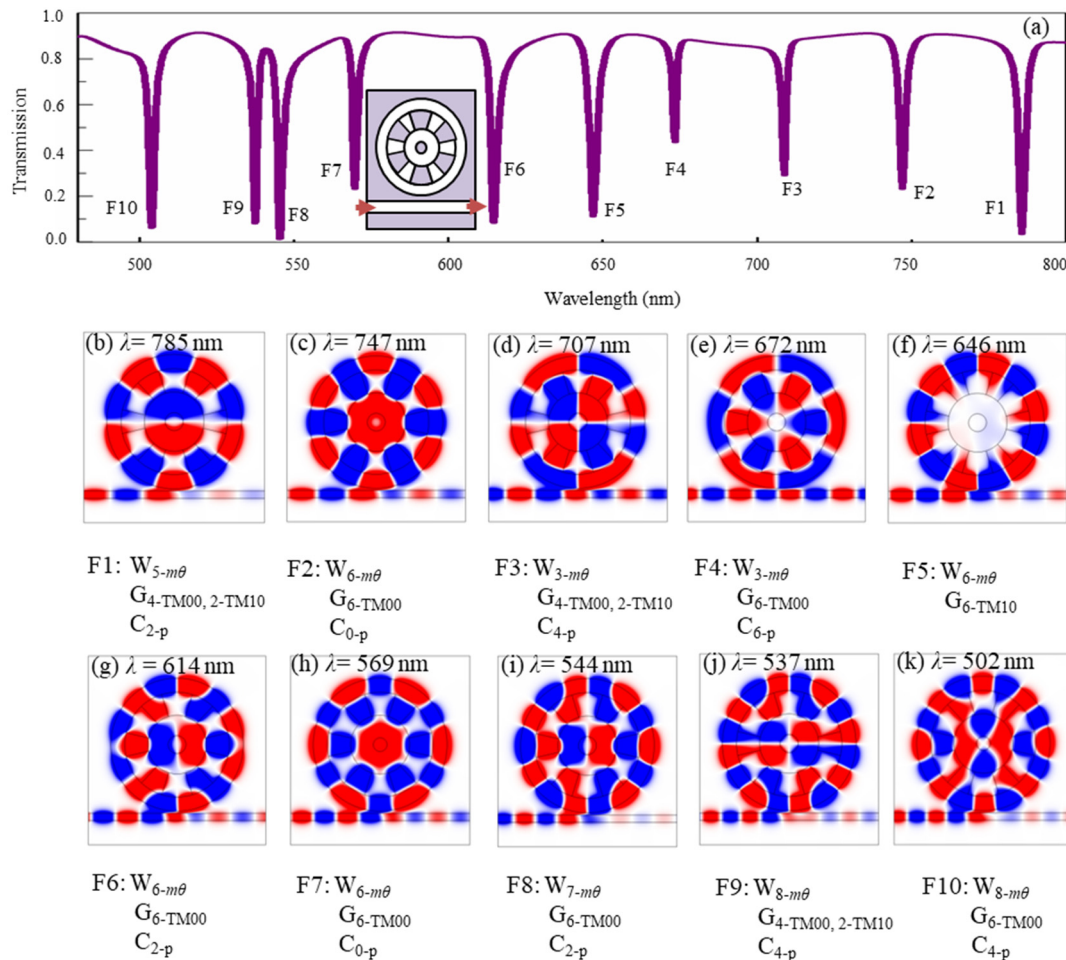 (a)
1.0
0.8
0.6
0.4
0.2
0.0
Transmission
F10
F9
F8
F7
F6
F5
F4
F3
F2
F1
500
550
600
650
700
750
800
Wavelength (nm)
(b) λ= 785 nm
(c) λ= 747 nm
(d) λ= 707 nm
(e) λ= 672 nm
(f) λ= 646 nm
F1: W5-mθ
G4-TM00, 2-TM10
C2-p
F2: W6-mθ
G6-TM00
C0-p
F3: W3-mθ
G4-TM00, 2-TM10
C4-p
F4: W3-mθ
G6-TM00
C6-p
F5: W6-mθ
G6-TM10
(g) λ= 614 nm
(h) λ= 569 nm
(i) λ= 544 nm
(j) λ= 537 nm
(k) λ= 502 nm
F6: W6-mθ
G6-TM00
C2-p
F7: W6-mθ
G6-TM00
C0-p
F8: W7-mθ
G6-TM00
C2-p
F9: W8-mθ
G4-TM00, 2-TM10
C4-p
F10: W8-mθ
G6-TM00
C4-p